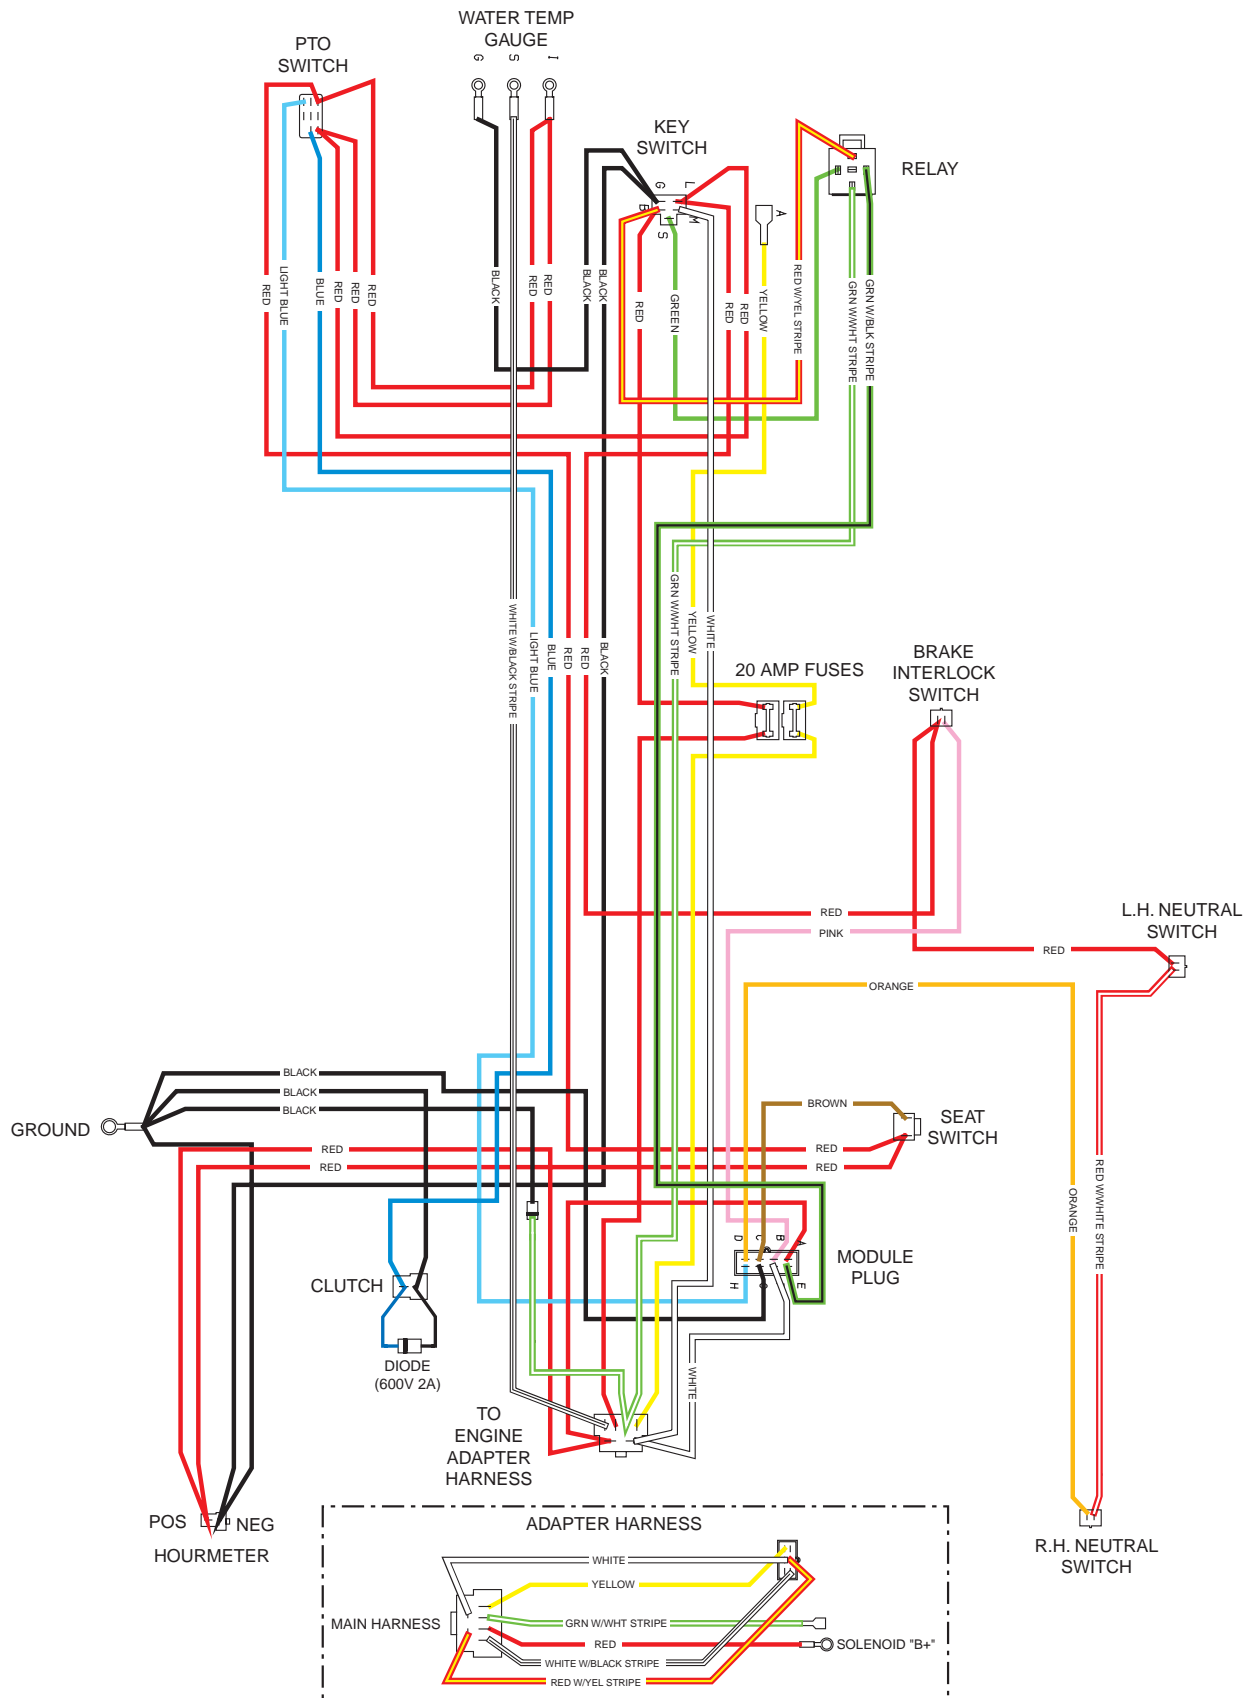 WATER TEMP
GAUGE
PTO
SWITCH
G
S
I
KEY
SWITCH
RELAY
G
L
B
M
S
A
RED
LIGHT BLUE
BLUE
RED
RED
RED
BLACK
RED
RED
BLACK
BLACK
RED
GREEN
RED
RED
YELLOW
RED W/YEL STRIPE
GRN W/WHT STRIPE
GRN W/BLK STRIPE
WHITE W/BLACK STRIPE
LIGHT BLUE
BLUE
RED
RED
BLACK
GRN W/WHT STRIPE
YELLOW
WHITE
20 AMP FUSES
BRAKE
INTERLOCK
SWITCH
RED
PINK
RED
L.H. NEUTRAL
SWITCH
ORANGE
BLACK
BLACK
BLACK
GROUND
BROWN
SEAT
SWITCH
RED
RED
RED
RED
ORANGE
RED W/WHITE STRIPE
D
C
B
A
MODULE
PLUG
H
G
E
CLUTCH
DIODE
(600V 2A)
WHITE
TO
ENGINE
ADAPTER
HARNESS
POS
NEG
HOURMETER
R.H. NEUTRAL
SWITCH
ADAPTER HARNESS
WHITE
YELLOW
MAIN HARNESS
GRN W/WHT STRIPE
RED
SOLENOID "B+"
WHITE W/BLACK STRIPE
RED W/YEL STRIPE